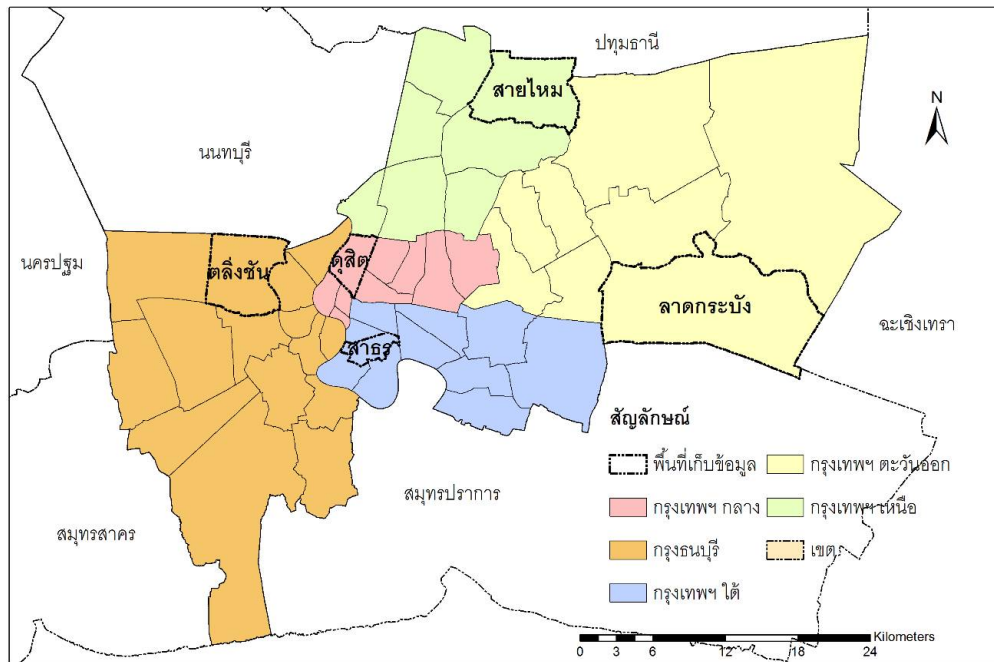 ปทุมธานี
สายไหม
N
นนทบุรี
นครปฐม
ตลิ่งชัน
ดุสิต
ลาดกระบัง
ฉะเชิงเทรา
สาธร
สัญลักษณ์
พื้นที่เก็บข้อมูล
กรุงเทพฯ ตะวันออก
สมุทรปราการ
กรุงเทพฯ กลาง
กรุงเทพฯ เหนือ
สมุทรสาคร
กรุงธนบุรี
เขต
กรุงเทพฯ ใต้
Kilometers
0 3 6 12 18 24